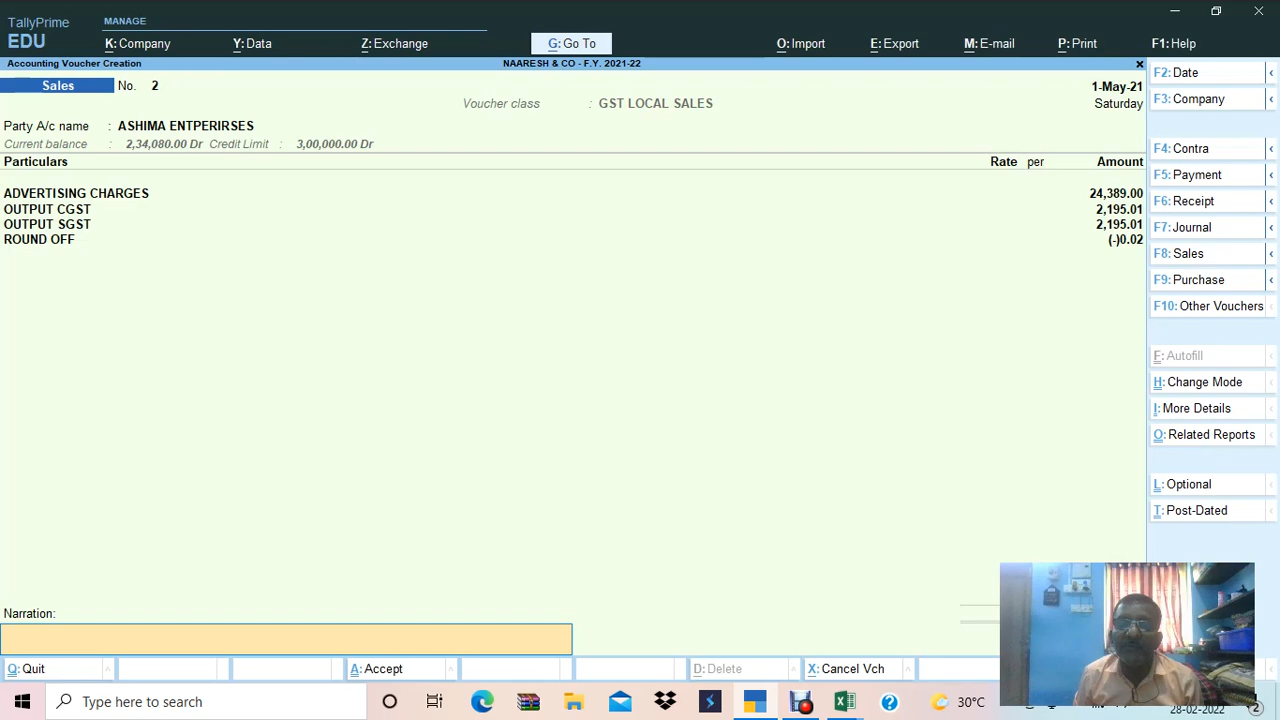 TallyPrime
EDU
MANAGE
K: Company
Y: Data
Z: Exchange
G: Go To
O: Import
E: Export
M: E-mail
P: Print
F1: Help
Accounting Voucher Creation
NAARESH & CO - F.Y. 2021-22
Sales No. 2
1-May-21
Voucher class : GST LOCAL SALES
Saturday
Party A/c name : ASHIMA ENTPERIRSES
Current balance : 2,34,080.00 Dr Credit Limit : 3,00,000.00 Dr
Particulars Rate per Amount
ADVERTISING CHARGES 24,389.00
OUTPUT CGST 2,195.01
OUTPUT SGST 2,195.01
ROUND OFF (-)0.02
Narration:
F2: Date
F3: Company
F4: Contra
F5: Payment
F6: Receipt
F7: Journal
F8: Sales
F9: Purchase
F10: Other Vouchers
F: Autofill
H: Change Mode
I: More Details
O: Related Reports
L: Optional
T: Post-Dated
Q: Quit
A: Accept
D: Delete
X: Cancel Vch
Type here to search
30°C
28-02-2022
2